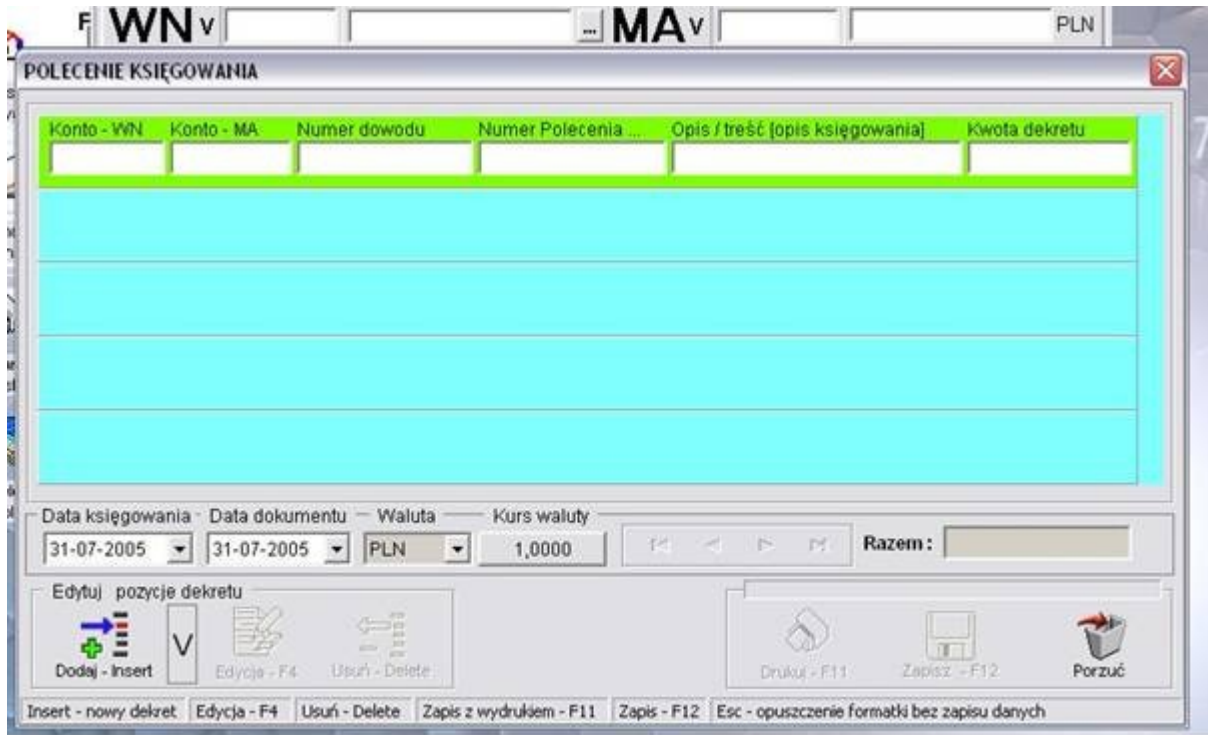 F WN v ... MA v PLN
POLECENIE KSIĘGOWANIA
Konto - WN Konto - MA Numer dowodu Numer Polecenia ... Opis / treść [opis księgowania] Kwota dekretu
Data księgowania Data dokumentu Waluta Kurs waluty
31-07-2005 31-07-2005 PLN 1,0000 Razem :
Edytuj pozycje dekretu
V
Dodaj - Insert Edycja - F4 Usuń - Delete Drukuj - F11 Zapisz - F12 Porzuć
Insert - nowy dekret Edycja - F4 Usuń - Delete Zapis z wydrukiem - F11 Zapis - F12 Esc - opuszczenie formatki bez zapisu danych